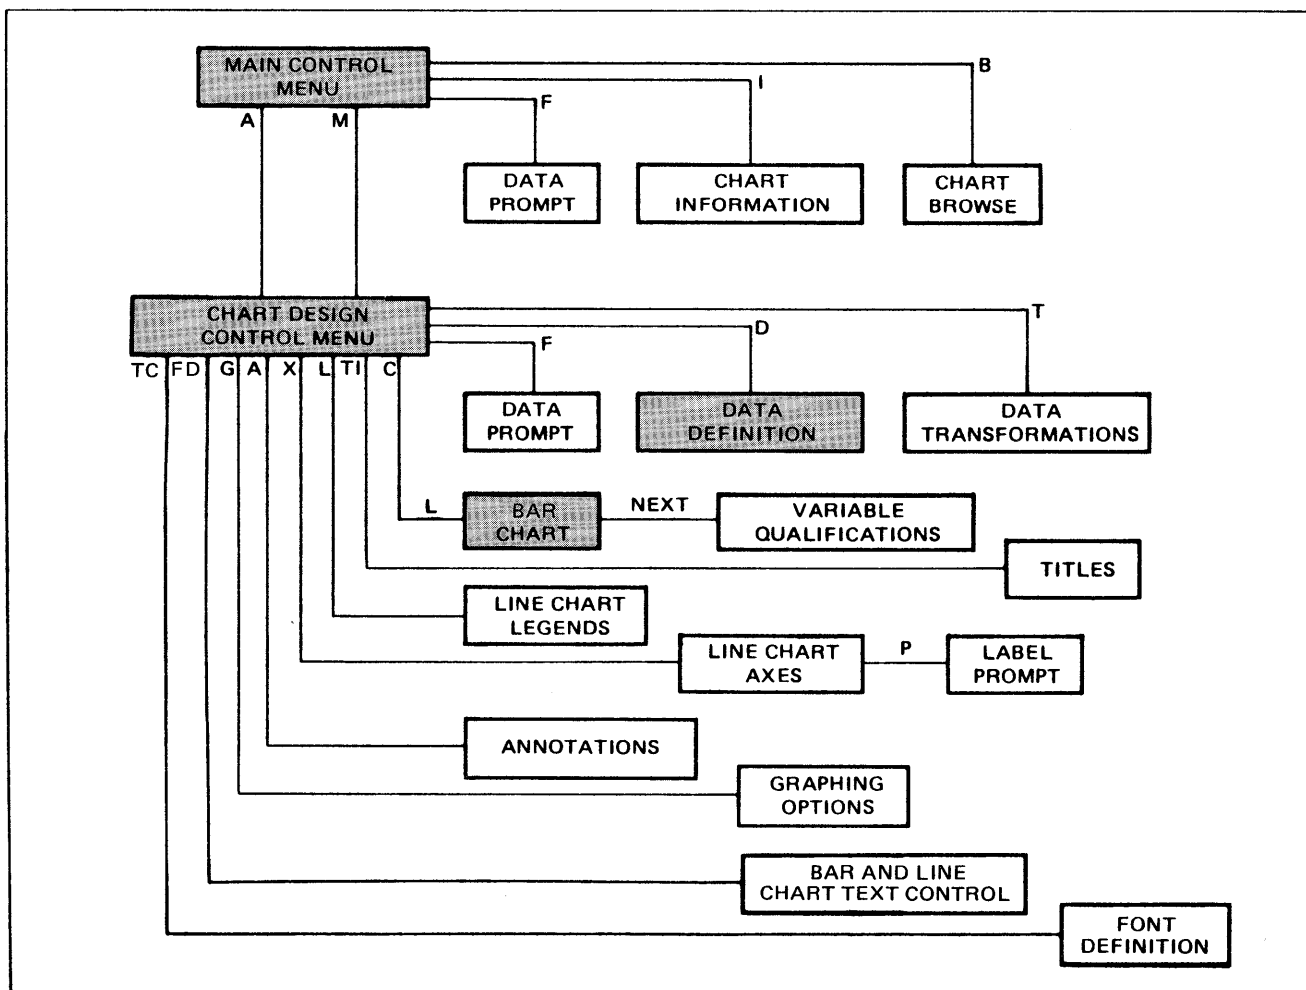 MAIN CONTROL
MENU
B
I
F
A
M
DATA
PROMPT
CHART
INFORMATION
CHART
BROWSE
CHART DESIGN
CONTROL MENU
T
D
F
TC
FD
G
A
X
L
TI
C
DATA
PROMPT
DATA
DEFINITION
DATA
TRANSFORMATIONS
L
BAR
CHART
NEXT
VARIABLE
QUALIFICATIONS
TITLES
LINE CHART
LEGENDS
LINE CHART
AXES
P
LABEL
PROMPT
ANNOTATIONS
GRAPHING
OPTIONS
BAR AND LINE
CHART TEXT CONTROL
FONT
DEFINITION